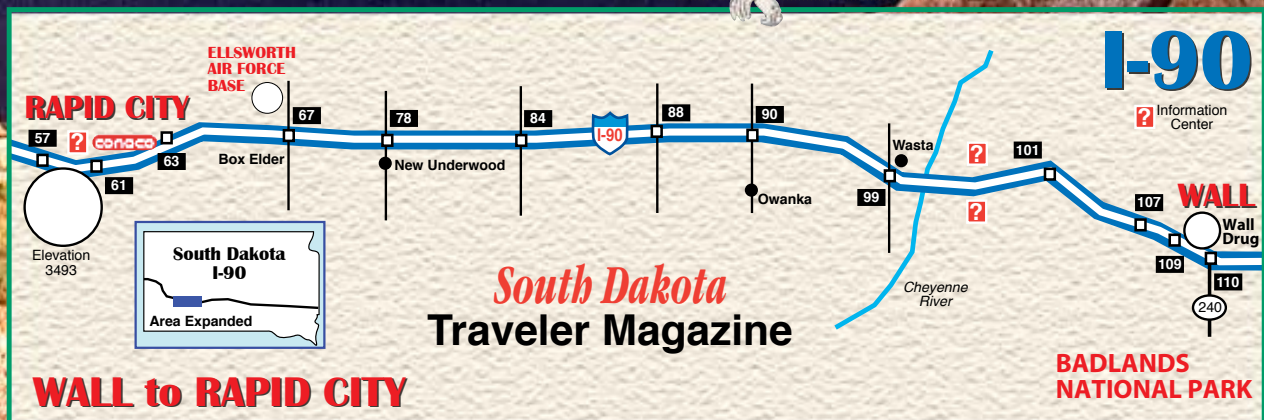 I-90
? Information
Center
ELLSWORTH
AIR FORCE
BASE
RAPID CITY
57
? conoco
63
61
67
Box Elder
78
New Underwood
84
I-90
88
90
Owanka
Wasta
99
?
?
101
107
109
WALL
Wall
Drug
110
240
Elevation
3493
South Dakota
I-90
Area Expanded
Cheyenne
River
South Dakota
Traveler Magazine
WALL to RAPID CITY
BADLANDS
NATIONAL PARK